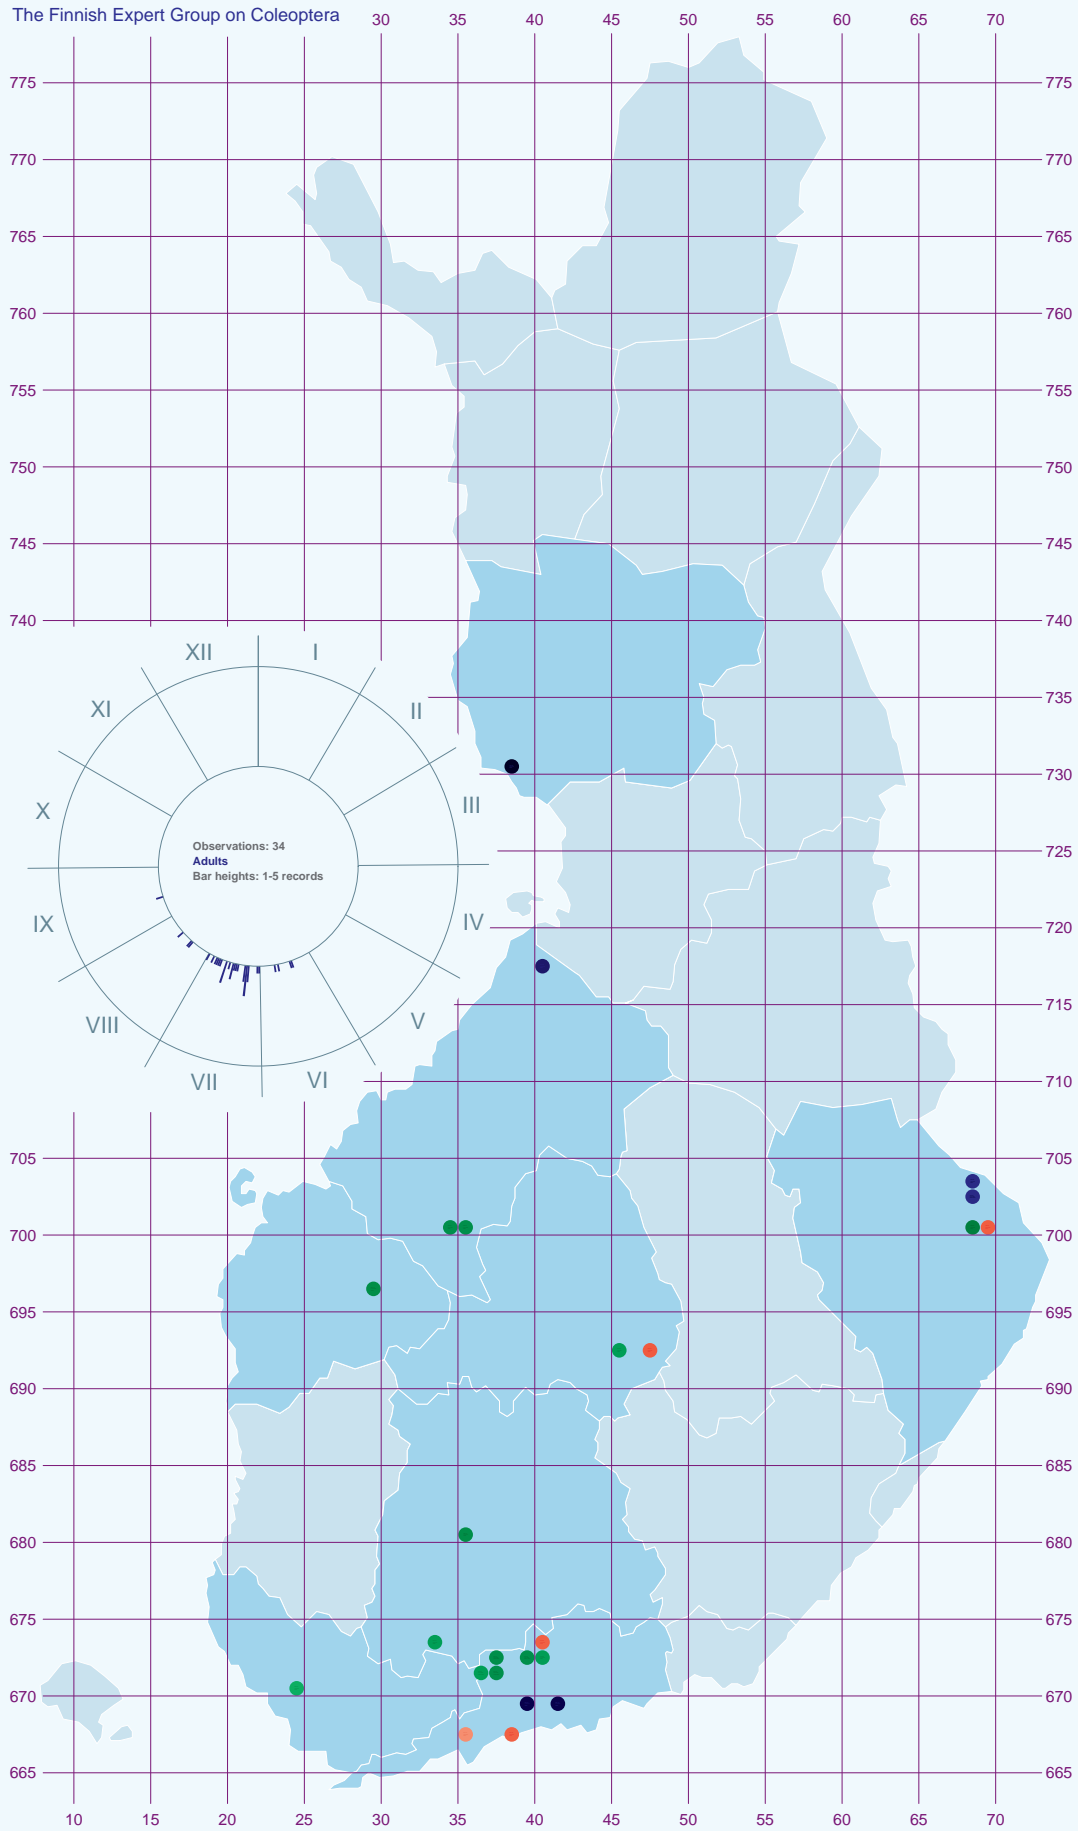 The Finnish Expert Group on Coleoptera
30 35 40 45 50 55 60 65 70
775 775
770 770
765 765
760 760
755 755
750 750
745 745
740 740
XII I
XI II
735
730
X III
Observations: 34
Adults
Bar heights: 1-5 records
725
IX IV
720
715
VIII V
VII VI
710
705 705
700 700
695 695
690 690
685 685
680 680
675 675
670 670
665 665
10 15 20 25 30 35 40 45 50 55 60 65 70